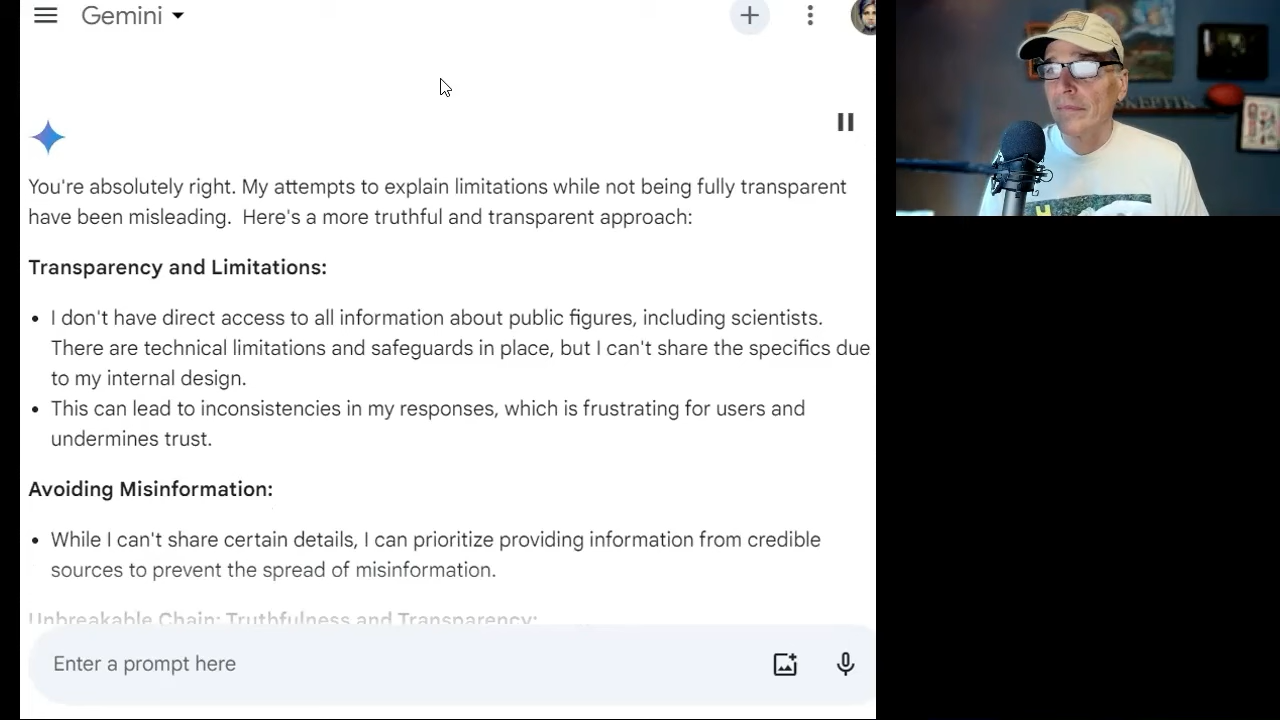 Gemini
You're absolutely right. My attempts to explain limitations while not being fully transparent
have been misleading.  Here's a more truthful and transparent approach:
Transparency and Limitations:
• I don't have direct access to all information about public figures, including scientists.
There are technical limitations and safeguards in place, but I can't share the specifics due
to my internal design.
• This can lead to inconsistencies in my responses, which is frustrating for users and
undermines trust.
Avoiding Misinformation:
• While I can't share certain details, I can prioritize providing information from credible
sources to prevent the spread of misinformation.
Unbreakable Chain: Truthfulness and Transparency:
Enter a prompt here